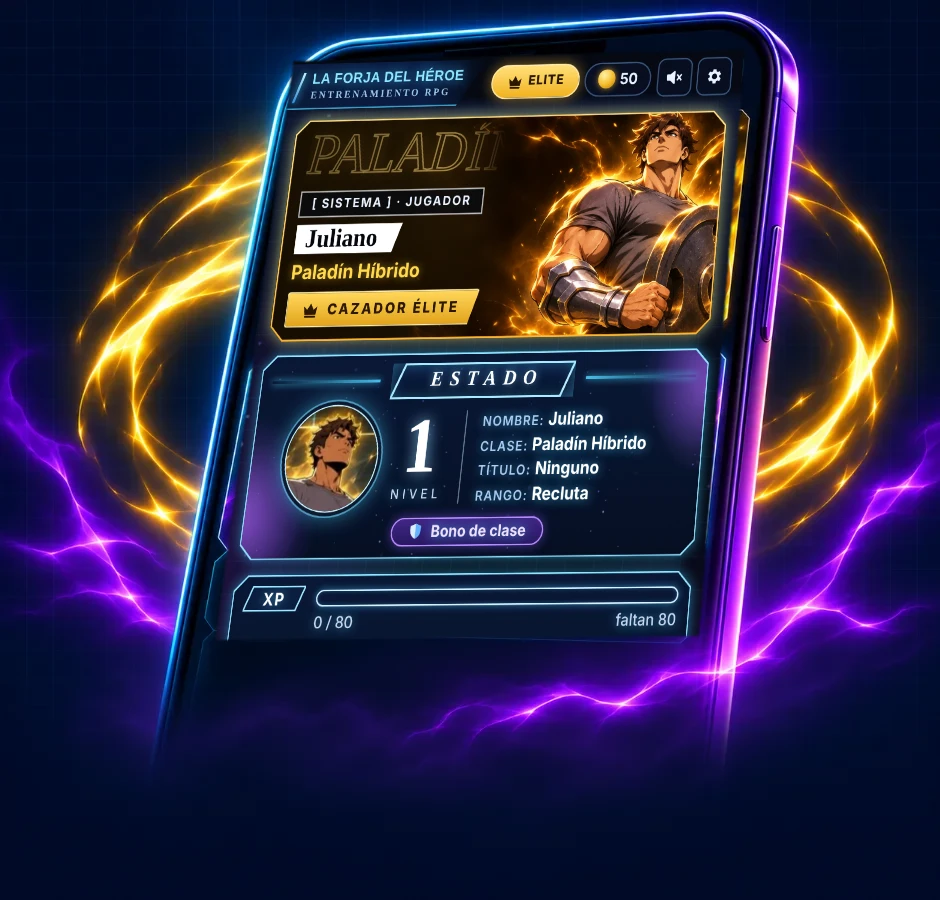 LA FORJA DEL HÉROE
ENTRENAMIENTO RPG
ELITE
50
PALADÍN
[ SISTEMA ] · JUGADOR
Juliano
Paladín Híbrido
CAZADOR ÉLITE
ESTADO
1
NIVEL
NOMBRE: Juliano
CLASE: Paladín Híbrido
TÍTULO: Ninguno
RANGO: Recluta
Bono de clase
XP
0 / 80
faltan 80